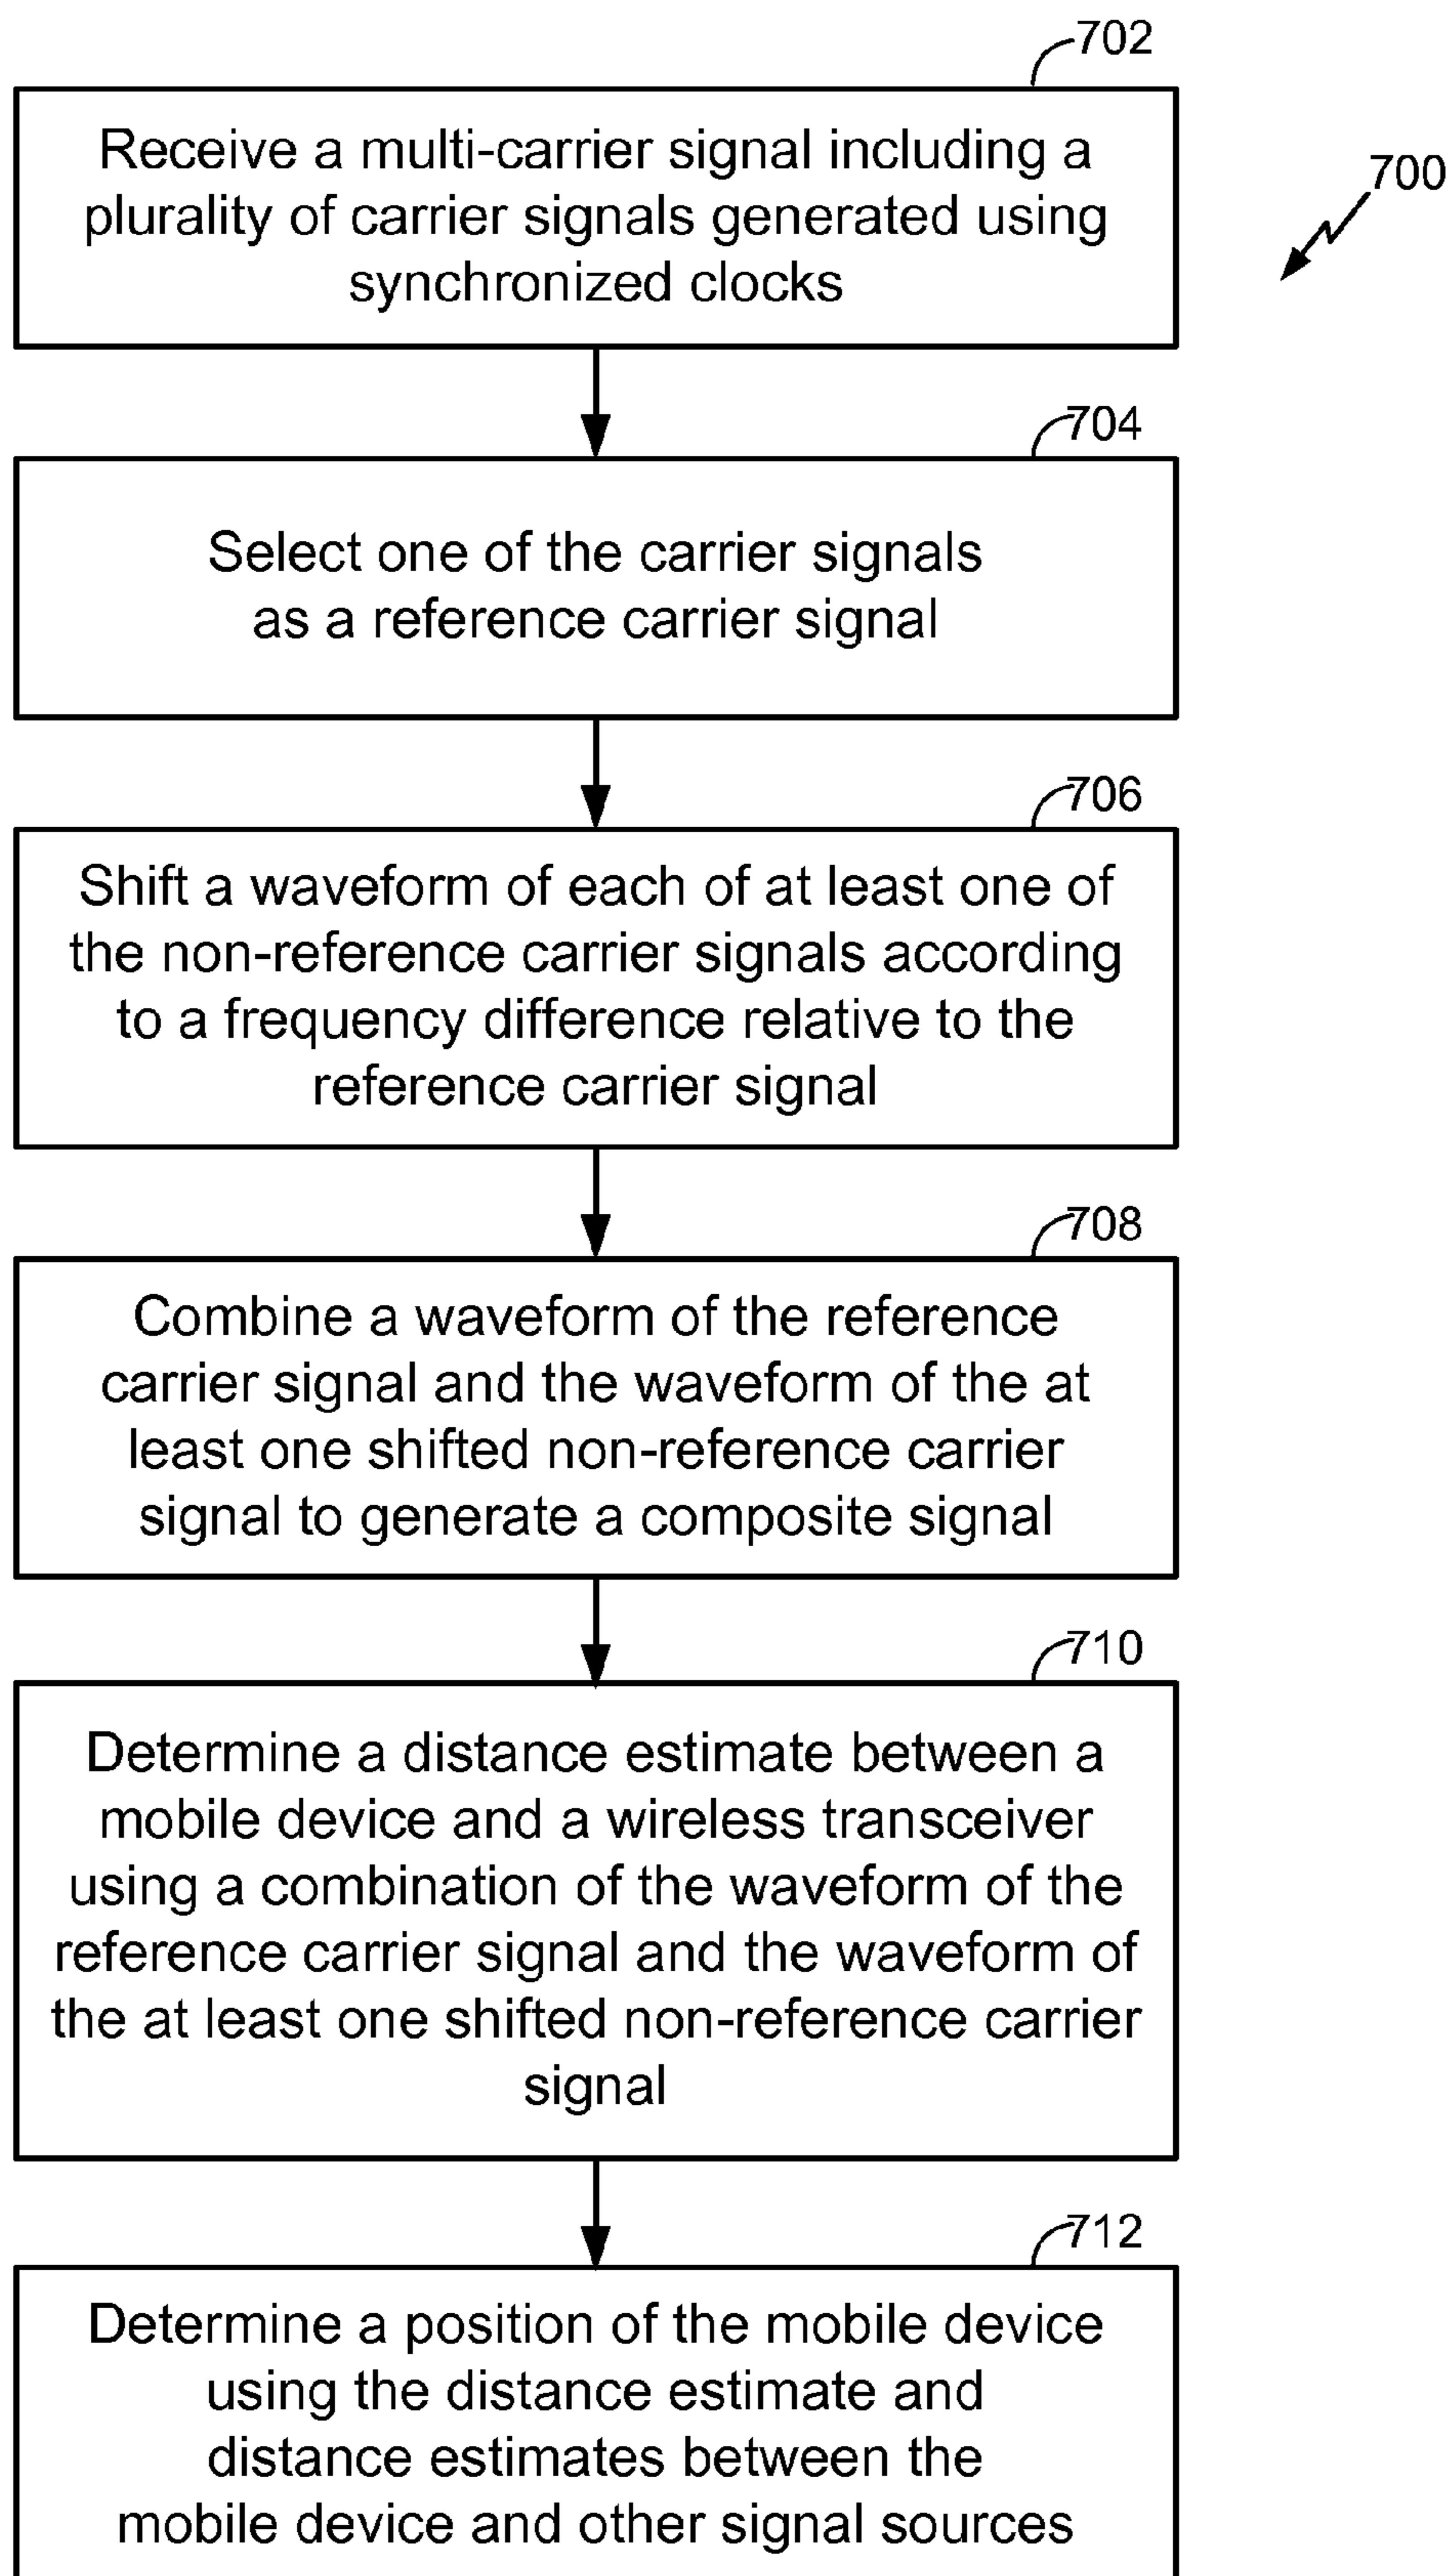 702
700
Receive a multi-carrier signal including a
plurality of carrier signals generated using
synchronized clocks
704
Select one of the carrier signals
as a reference carrier signal
706
Shift a waveform of each of at least one of
the non-reference carrier signals according
to a frequency difference relative to the
reference carrier signal
708
Combine a waveform of the reference
carrier signal and the waveform of the at
least one shifted non-reference carrier
signal to generate a composite signal
710
Determine a distance estimate between a
mobile device and a wireless transceiver
using a combination of the waveform of the
reference carrier signal and the waveform of
the at least one shifted non-reference carrier
signal
712
Determine a position of the mobile device
using the distance estimate and
distance estimates between the
mobile device and other signal sources